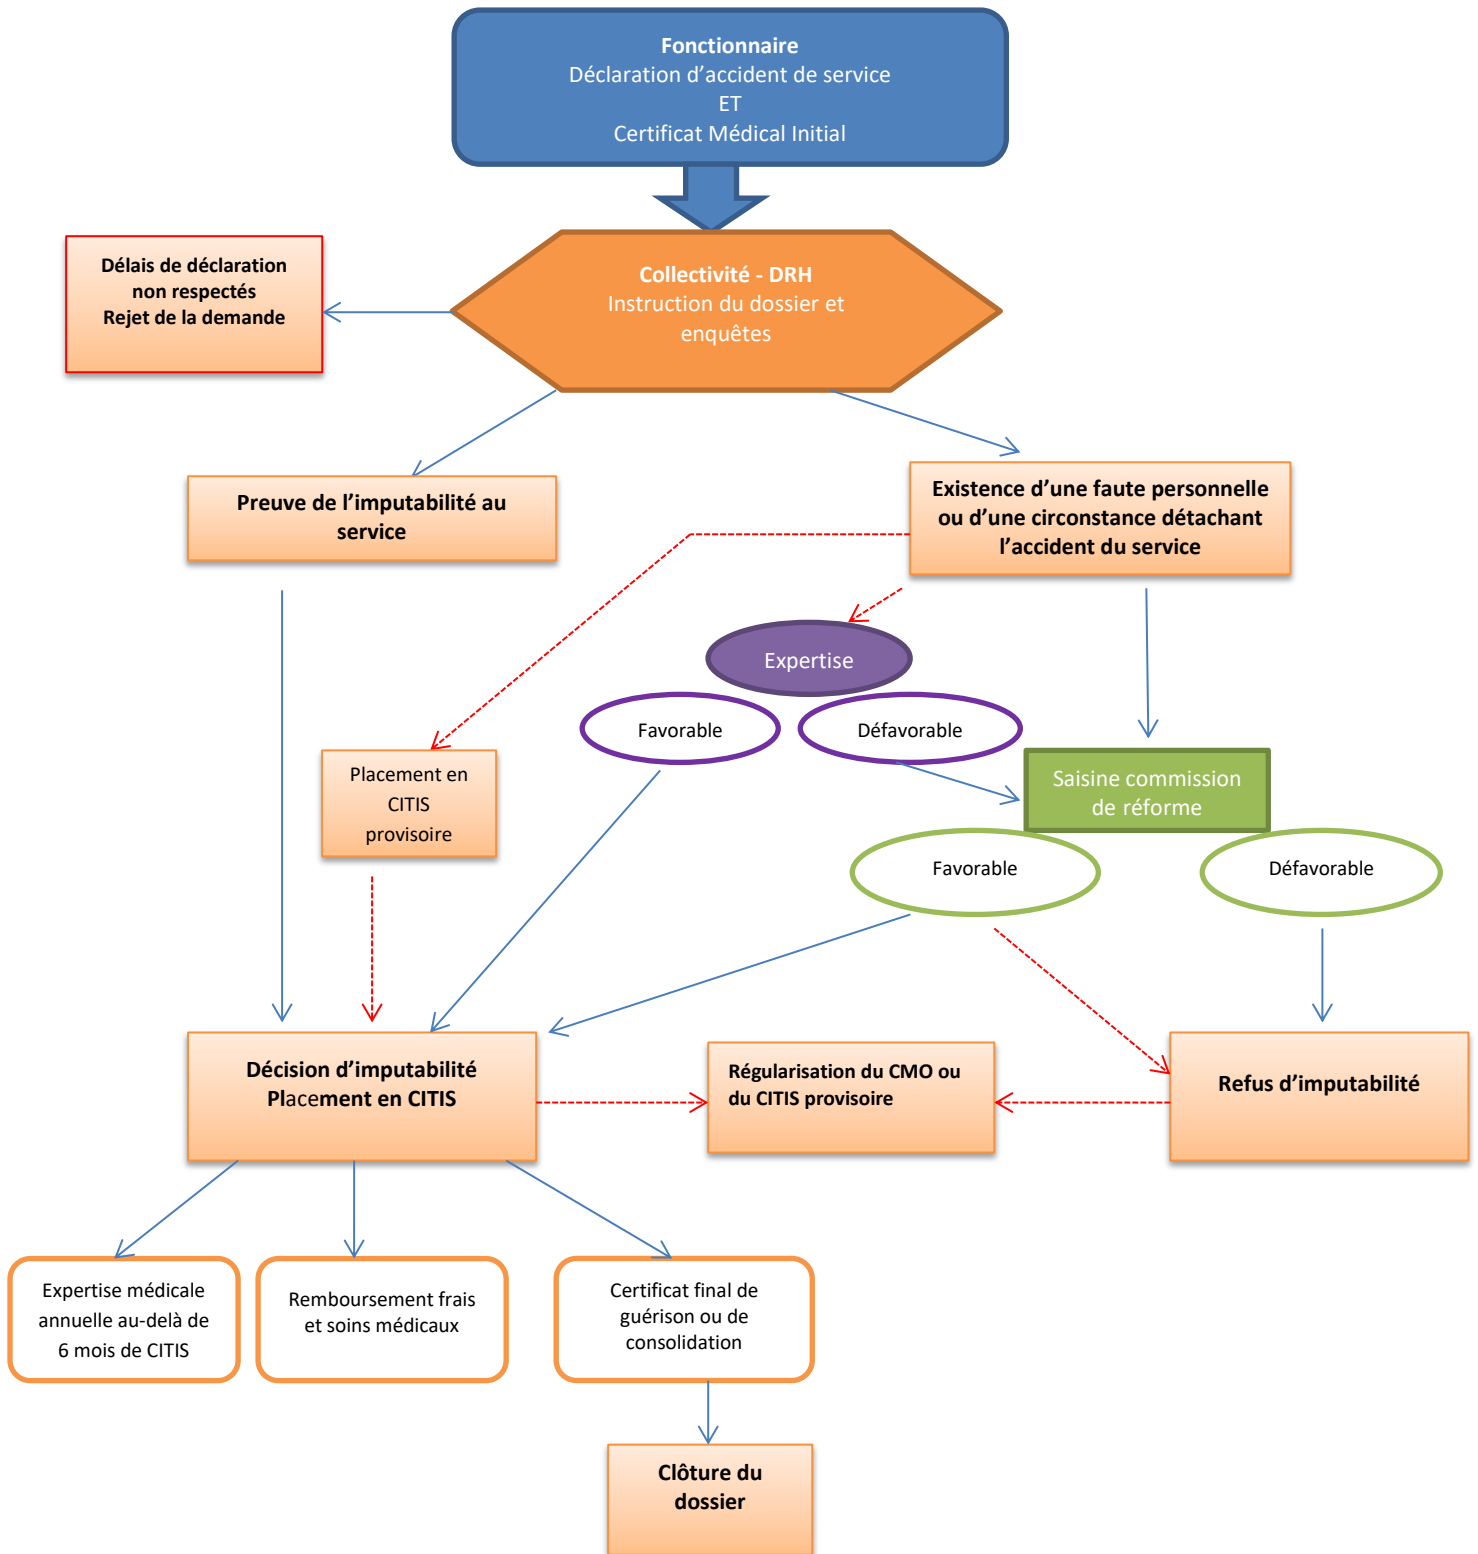 Fonctionnaire
Déclaration d’accident de service
ET
Certificat Médical Initial
Délais de déclaration
non respectés
Rejet de la demande
Collectivité - DRH
Instruction du dossier et
enquêtes
Preuve de l’imputabilité au
service
Existence d’une faute personnelle
ou d’une circonstance détachant
l’accident du service
Expertise
Favorable
Défavorable
Placement en
CITIS
provisoire
Saisine commission
de réforme
Favorable
Défavorable
Décision d’imputabilité
Placement en CITIS
Régularisation du CMO ou
du CITIS provisoire
Refus d’imputabilité
Expertise médicale
annuelle au-delà de
6 mois de CITIS
Remboursement frais
et soins médicaux
Certificat final de
guérison ou de
consolidation
Clôture du
dossier